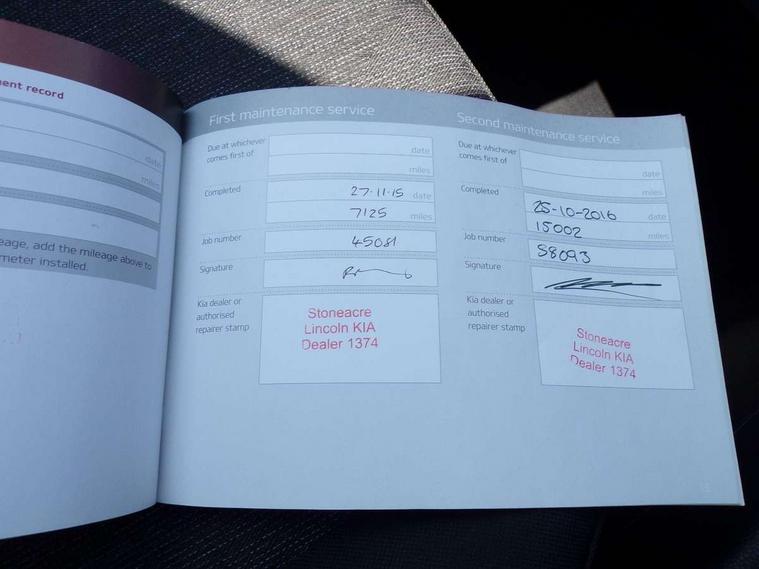 ent record
date
miles
eage, add the mileage above to
meter installed.
First maintenance service
Due at whichever
comes first of
date
miles
Completed
27-11-15 date
7125 miles
Job number
45081
Signature
Kia dealer or
authorised
repairer stamp
Stoneacre
Lincoln KIA
Dealer 1374
Second maintenance service
Due at whichever
comes first of
date
miles
Completed
25-10-2016 date
15002 miles
Job number
58093
Signature
Kia dealer or
authorised
repairer stamp
Stoneacre
Lincoln KIA
Dealer 1374